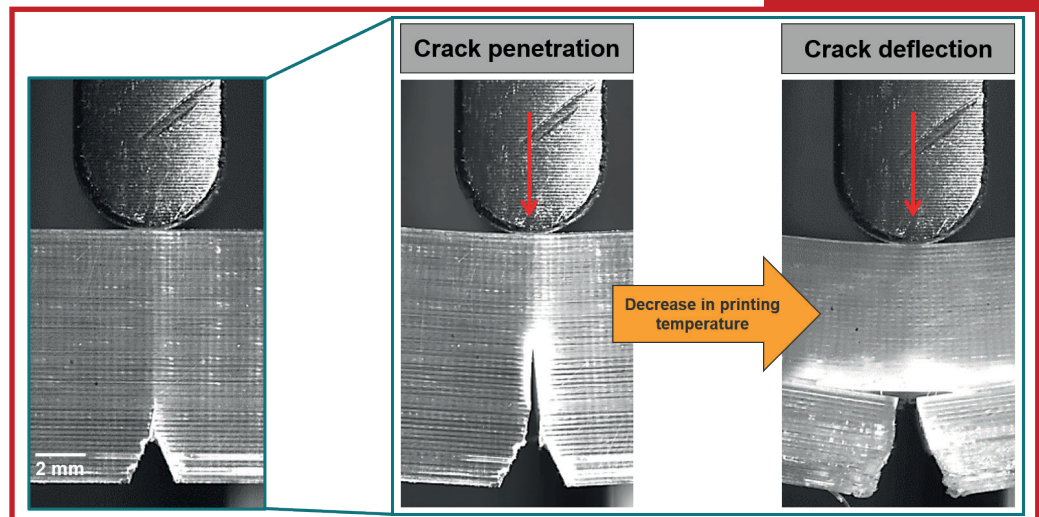 Crack penetration
Crack deflection
Decrease in printing
temperature
2 mm